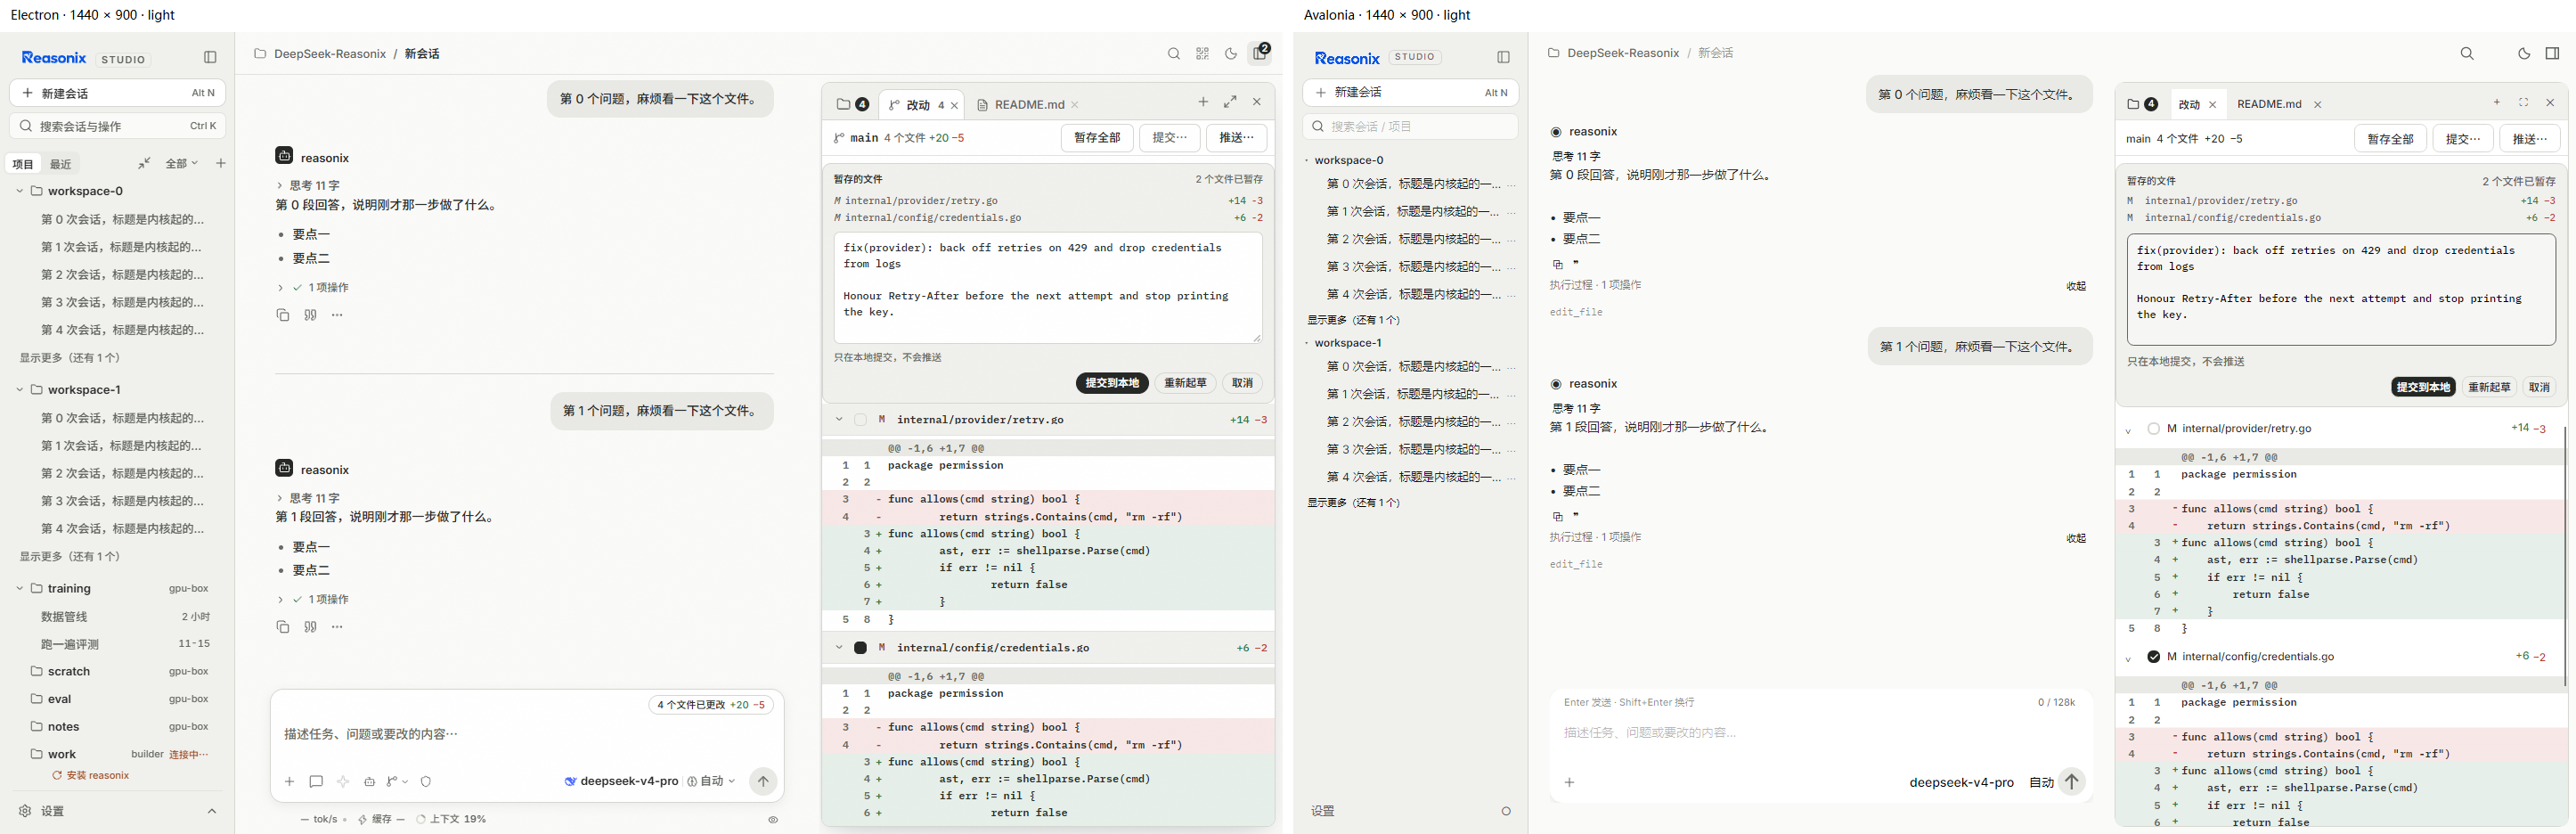 Electron · 1440 × 900 · light
Reasonix STUDIO
新建会话 Alt N
搜索会话与操作 Ctrl K
项目 最近 全部
workspace-0
第 0 次会话，标题是内核起的...
第 1 次会话，标题是内核起的...
第 2 次会话，标题是内核起的...
第 3 次会话，标题是内核起的...
第 4 次会话，标题是内核起的...
显示更多（还有 1 个）
workspace-1
第 0 次会话，标题是内核起的...
第 1 次会话，标题是内核起的...
第 2 次会话，标题是内核起的...
第 3 次会话，标题是内核起的...
第 4 次会话，标题是内核起的...
显示更多（还有 1 个）
training gpu-box
数据管线 2 小时
跑一遍评测 11-15
scratch gpu-box
eval gpu-box
notes gpu-box
work builder 连接中…
安装 reasonix
设置
DeepSeek-Reasonix / 新会话
2
第 0 个问题，麻烦看一下这个文件。
reasonix
思考 11 字
第 0 段回答，说明刚才那一步做了什么。
• 要点一
• 要点二
1 项操作
第 1 个问题，麻烦看一下这个文件。
reasonix
思考 11 字
第 1 段回答，说明刚才那一步做了什么。
• 要点一
• 要点二
1 项操作
4 个文件已更改 +20 −5
描述任务、问题或要改的内容…
deepseek-v4-pro 自动
— tok/s 缓存 — 上下文 19%
4 改动 4 × README.md ×
main 4 个文件 +20 −5 暂存全部 提交… 推送…
暂存的文件 2 个文件已暂存
M internal/provider/retry.go +14 −3
M internal/config/credentials.go +6 −2
fix(provider): back off retries on 429 and drop credentials
from logs
Honour Retry-After before the next attempt and stop printing
the key.
只在本地提交，不会推送
提交到本地 重新起草 取消
M internal/provider/retry.go +14 −3
@@ -1,6 +1,7 @@
1 1 package permission
2 2
3 - func allows(cmd string) bool {
4 - return strings.Contains(cmd, "rm -rf")
3 + func allows(cmd string) bool {
4 + ast, err := shellparse.Parse(cmd)
5 + if err != nil {
6 + return false
7 + }
5 8 }
M internal/config/credentials.go +6 −2
@@ -1,6 +1,7 @@
1 1 package permission
2 2
3 - func allows(cmd string) bool {
4 - return strings.Contains(cmd, "rm -rf")
3 + func allows(cmd string) bool {
4 + ast, err := shellparse.Parse(cmd)
5 + if err != nil {
6 + return false
Avalonia · 1440 × 900 · light
Reasonix STUDIO
新建会话 Alt N
搜索会话 / 项目
workspace-0
第 0 次会话，标题是内核起的一... ...
第 1 次会话，标题是内核起的一... ...
第 2 次会话，标题是内核起的一... ...
第 3 次会话，标题是内核起的一... ...
第 4 次会话，标题是内核起的一... ...
显示更多（还有 1 个）
workspace-1
第 0 次会话，标题是内核起的一... ...
第 1 次会话，标题是内核起的一... ...
第 2 次会话，标题是内核起的一... ...
第 3 次会话，标题是内核起的一... ...
第 4 次会话，标题是内核起的一... ...
显示更多（还有 1 个）
设置
DeepSeek-Reasonix / 新会话
第 0 个问题，麻烦看一下这个文件。
reasonix
思考 11 字
第 0 段回答，说明刚才那一步做了什么。
• 要点一
• 要点二
执行过程 · 1 项操作 收起
edit_file
第 1 个问题，麻烦看一下这个文件。
reasonix
思考 11 字
第 1 段回答，说明刚才那一步做了什么。
• 要点一
• 要点二
执行过程 · 1 项操作 收起
edit_file
Enter 发送 · Shift+Enter 换行 0 / 128k
描述任务、问题或要改的内容...
deepseek-v4-pro 自动
4 改动 × README.md ×
main 4 个文件 +20 −5 暂存全部 提交… 推送…
暂存的文件 2 个文件已暂存
M internal/provider/retry.go +14 −3
M internal/config/credentials.go +6 −2
fix(provider): back off retries on 429 and drop credentials
from logs
Honour Retry-After before the next attempt and stop printing
the key.
只在本地提交，不会推送
提交到本地 重新起草 取消
M internal/provider/retry.go +14 −3
@@ -1,6 +1,7 @@
1 1 package permission
2 2
3 - func allows(cmd string) bool {
4 - return strings.Contains(cmd, "rm -rf")
3 + func allows(cmd string) bool {
4 + ast, err := shellparse.Parse(cmd)
5 + if err != nil {
6 + return false
7 + }
5 8 }
M internal/config/credentials.go +6 −2
@@ -1,6 +1,7 @@
1 1 package permission
2 2
3 - func allows(cmd string) bool {
4 - return strings.Contains(cmd, "rm -rf")
3 + func allows(cmd string) bool {
4 + ast, err := shellparse.Parse(cmd)
5 + if err != nil {
6 + return false